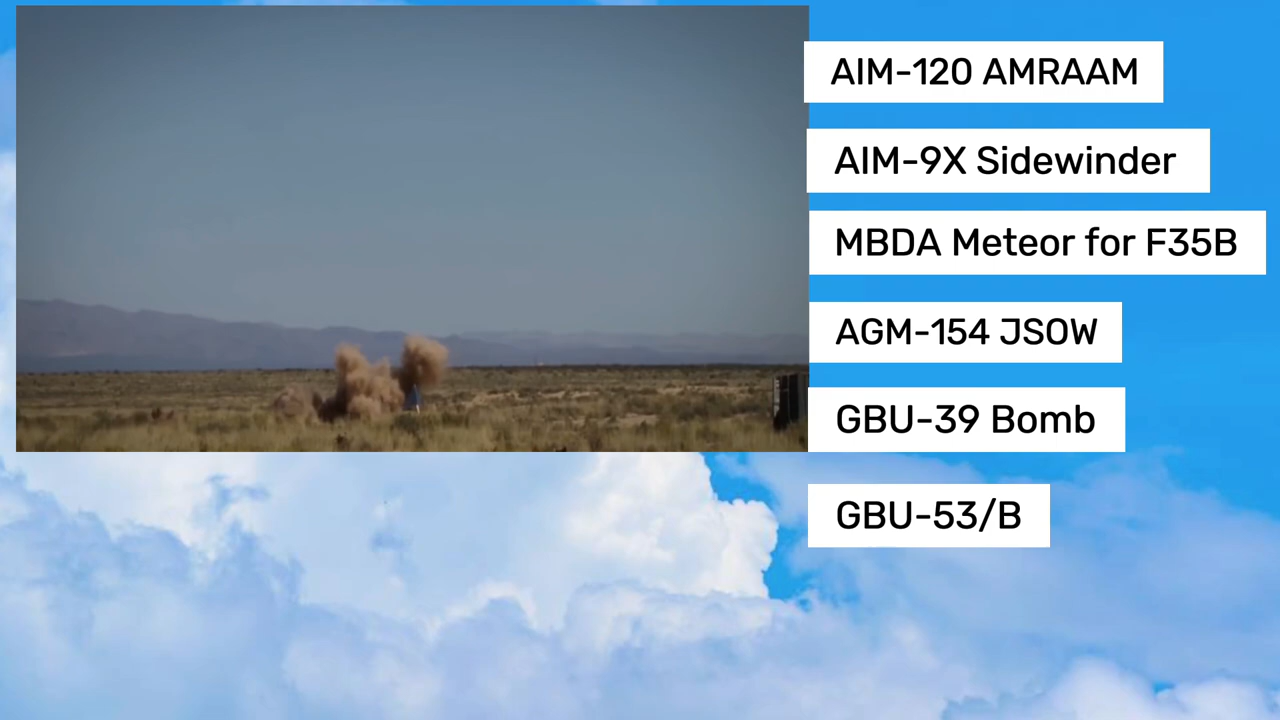 AIM-120 AMRAAM
AIM-9X Sidewinder
MBDA Meteor for F35B
AGM-154 JSOW
GBU-39 Bomb
GBU-53/B